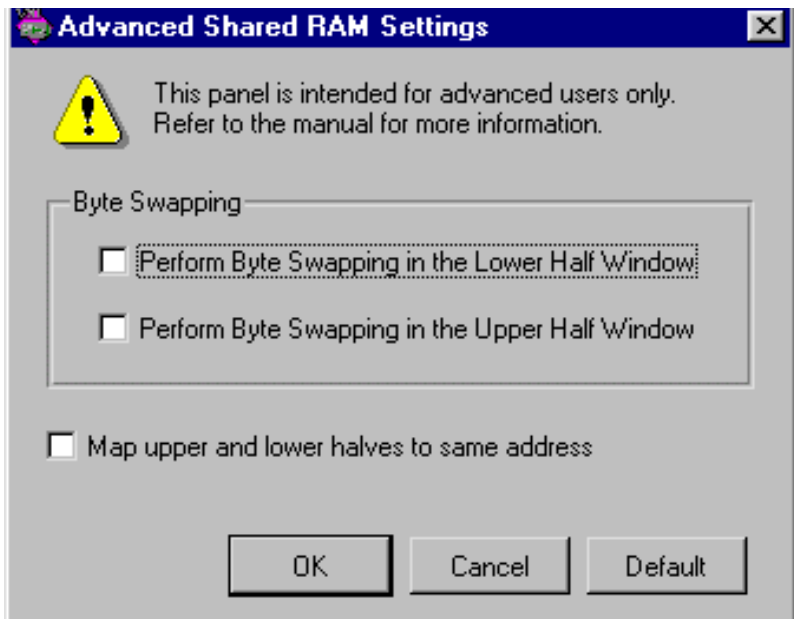 Advanced Shared RAM Settings
This panel is intended for advanced users only.
Refer to the manual for more information.
Byte Swapping
Perform Byte Swapping in the Lower Half Window
Perform Byte Swapping in the Upper Half Window
Map upper and lower halves to same address
OK Cancel Default